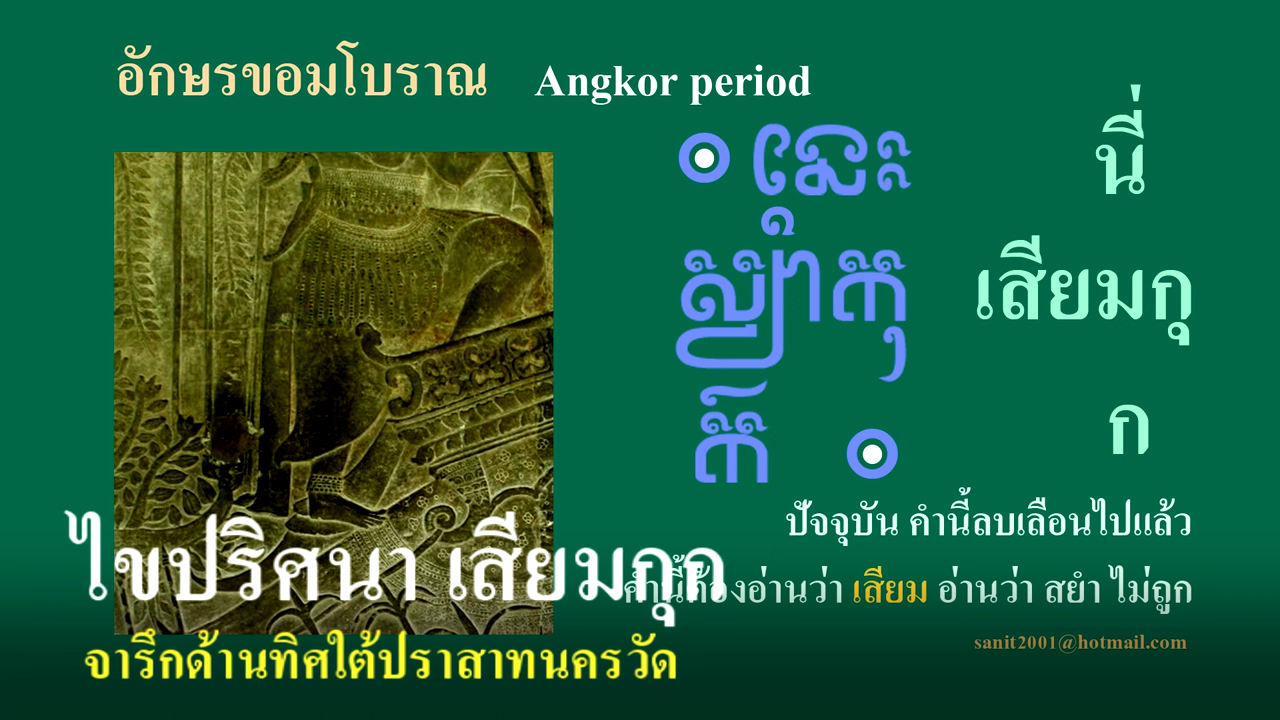 อักษรขอมโบราณ Angkor period
นี่
เสียมกุ
ก
ปัจจุบัน คำนี้ลบเลือนไปแล้ว
คำนี้ต้องอ่านว่า เสียม อ่านว่า สยำ ไม่ถูก
ไขปริศนา เสียมกุก
sanit2001@hotmail.com
จารึกด้านทิศใต้ปราสาทนครวัด